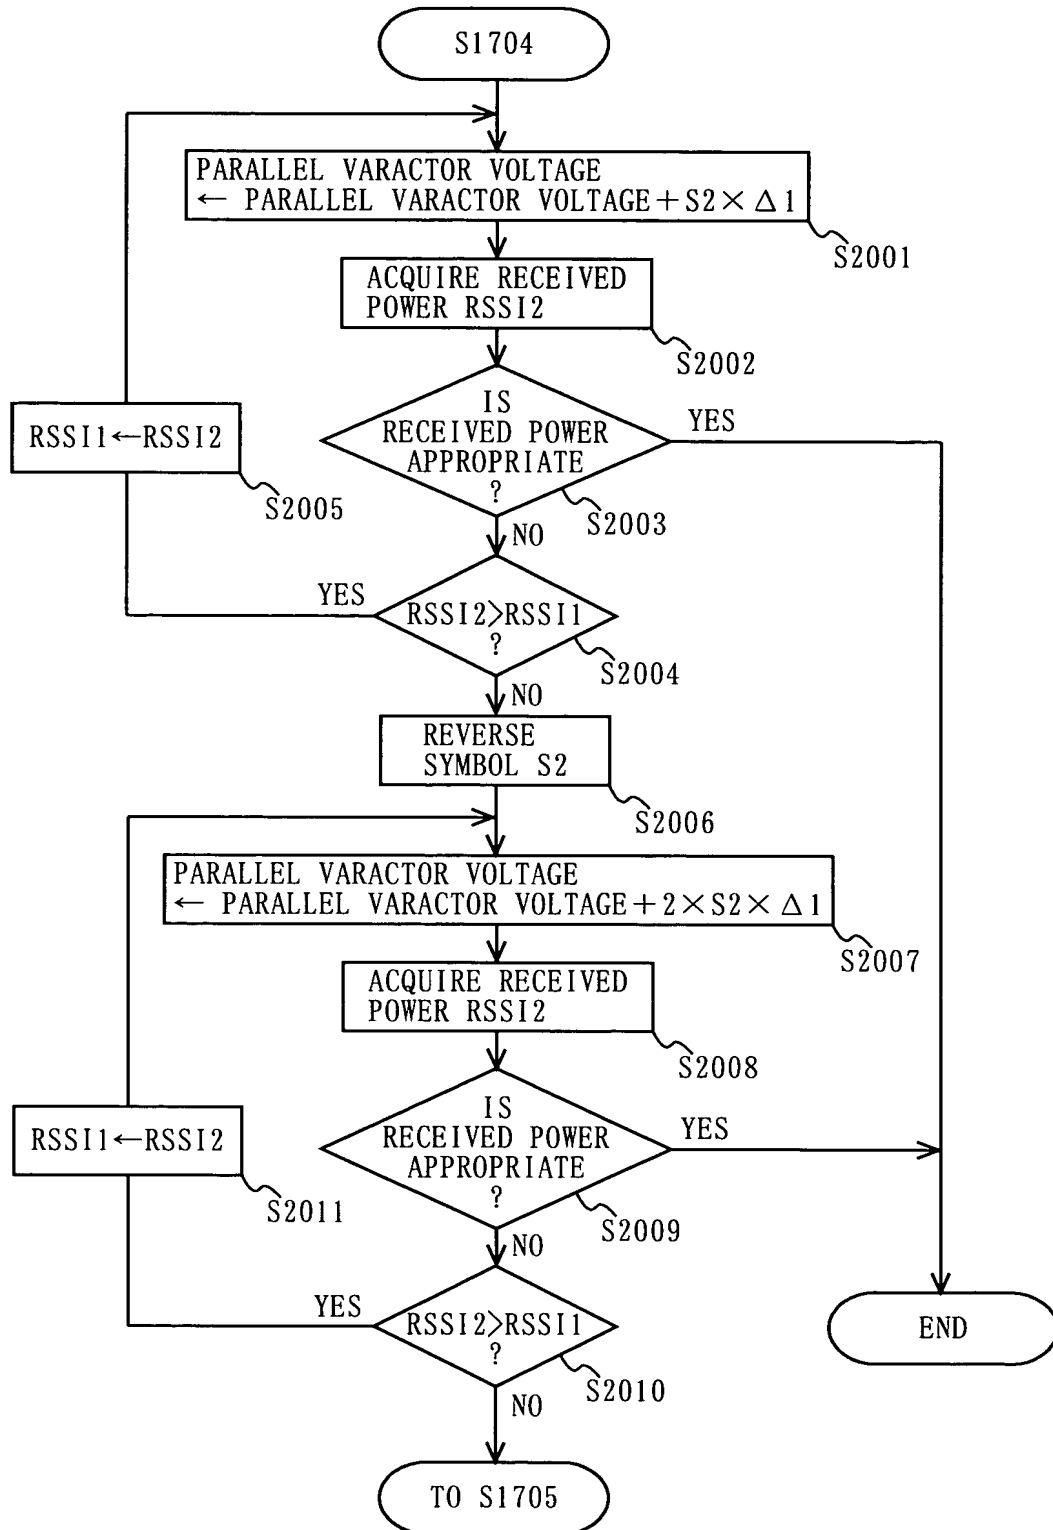 S1704
PARALLEL VARACTOR VOLTAGE
← PARALLEL VARACTOR VOLTAGE+S2×Δ1
S2001
ACQUIRE RECEIVED
POWER RSSI2
S2002
IS
RECEIVED POWER
APPROPRIATE
?
YES
S2003
NO
RSSI1←RSSI2
S2005
YES
RSSI2>RSSI1
?
S2004
NO
REVERSE
SYMBOL S2
S2006
PARALLEL VARACTOR VOLTAGE
← PARALLEL VARACTOR VOLTAGE+2×S2×Δ1
S2007
ACQUIRE RECEIVED
POWER RSSI2
S2008
IS
RECEIVED POWER
APPROPRIATE
?
YES
S2009
NO
RSSI1←RSSI2
S2011
YES
RSSI2>RSSI1
?
S2010
NO
END
TO S1705